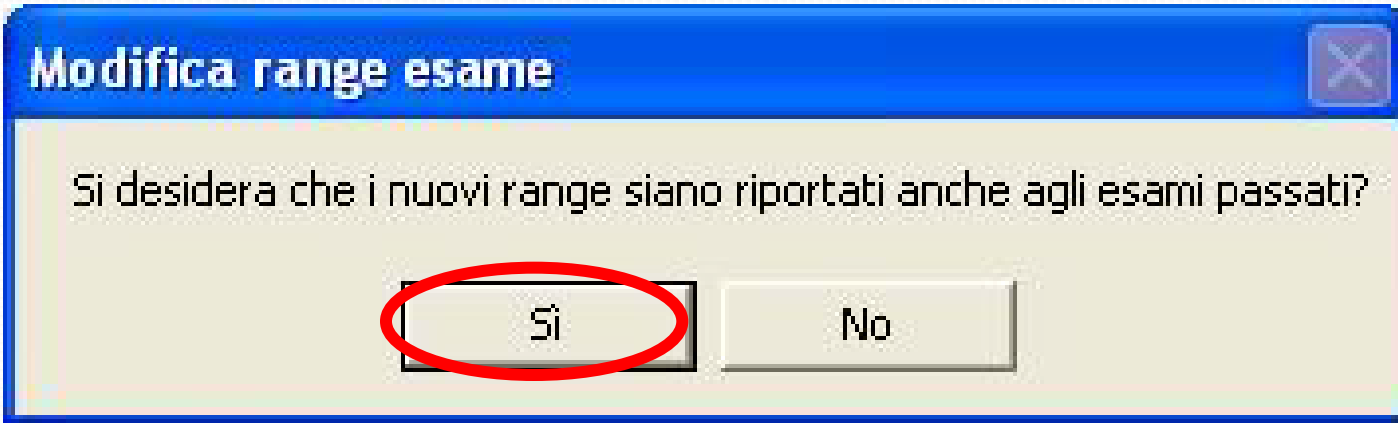 Modifica range esame
Si desidera che i nuovi range siano riportati anche agli esami passati?
Sì
No